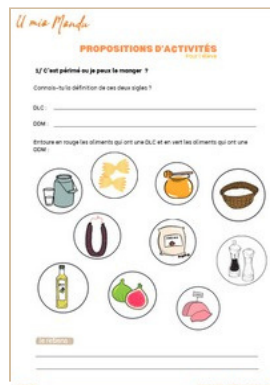 U mio Mondu
PROPOSITIONS D'ACTIVITÉS
1/ C'est périmé ou je peux le manger ?
Connais-tu la définition de ces deux sigles ?
DLC :
DDM :
Entoure en rouge les aliments qui ont une DLC et en vert les aliments qui ont une
DDM :
Je retiens :